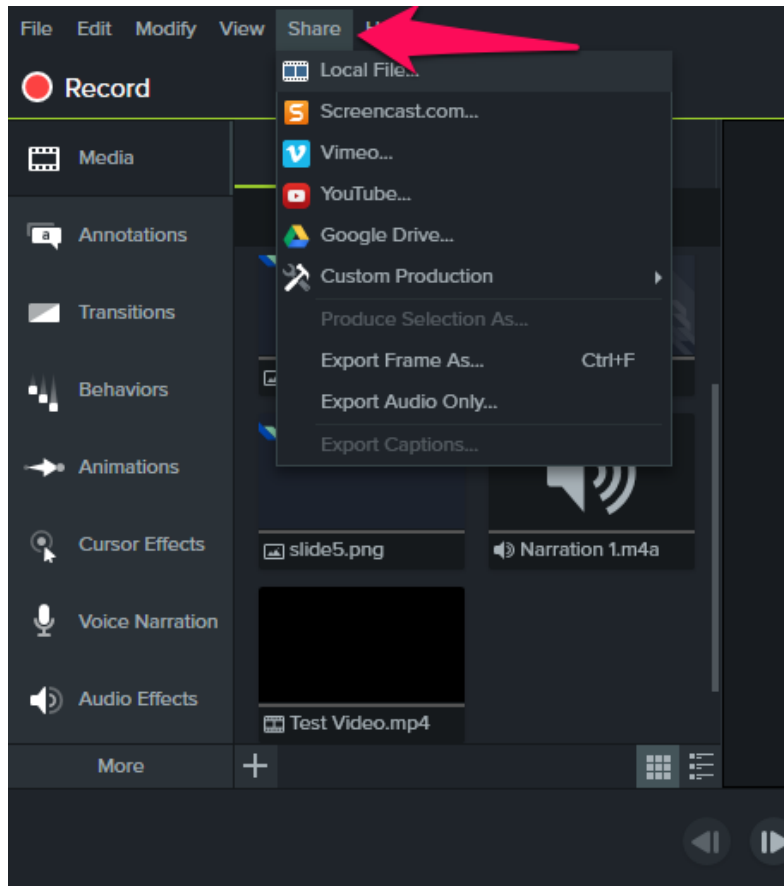 File Edit Modify View Share
Record
Local File...
Screencast.com...
Vimeo...
YouTube...
Google Drive...
Custom Production
Produce Selection As...
Export Frame As... Ctrl+F
Export Audio Only...
Export Captions...
Media
Annotations
Transitions
Behaviors
Animations
Cursor Effects
Voice Narration
Audio Effects
More
slide5.png
Narration 1.m4a
Test Video.mp4